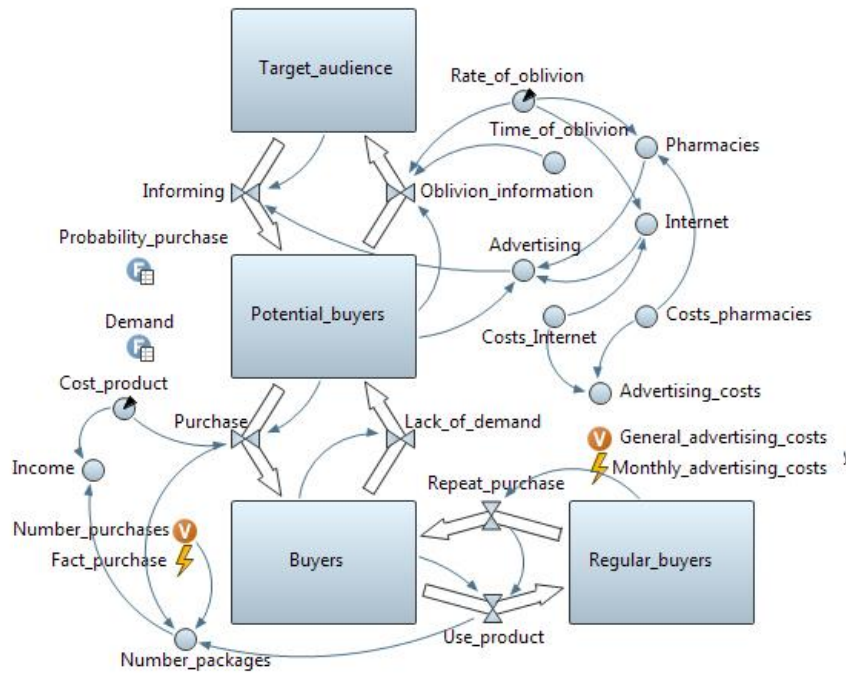 Target_audience
Rate_of_oblivion
Time_of_oblivion
Pharmacies
Informing
Oblivion_information
Probability_purchase
F
Advertising
Internet
Potential_buyers
Demand
F
Costs_Internet
Costs_pharmacies
Cost_product
Advertising_costs
Purchase
Lack_of_demand
V
General_advertising_costs
Income
Monthly_advertising_costs
Repeat_purchase
Number_purchases
V
Fact_purchase
Buyers
Regular_buyers
Use_product
Number_packages